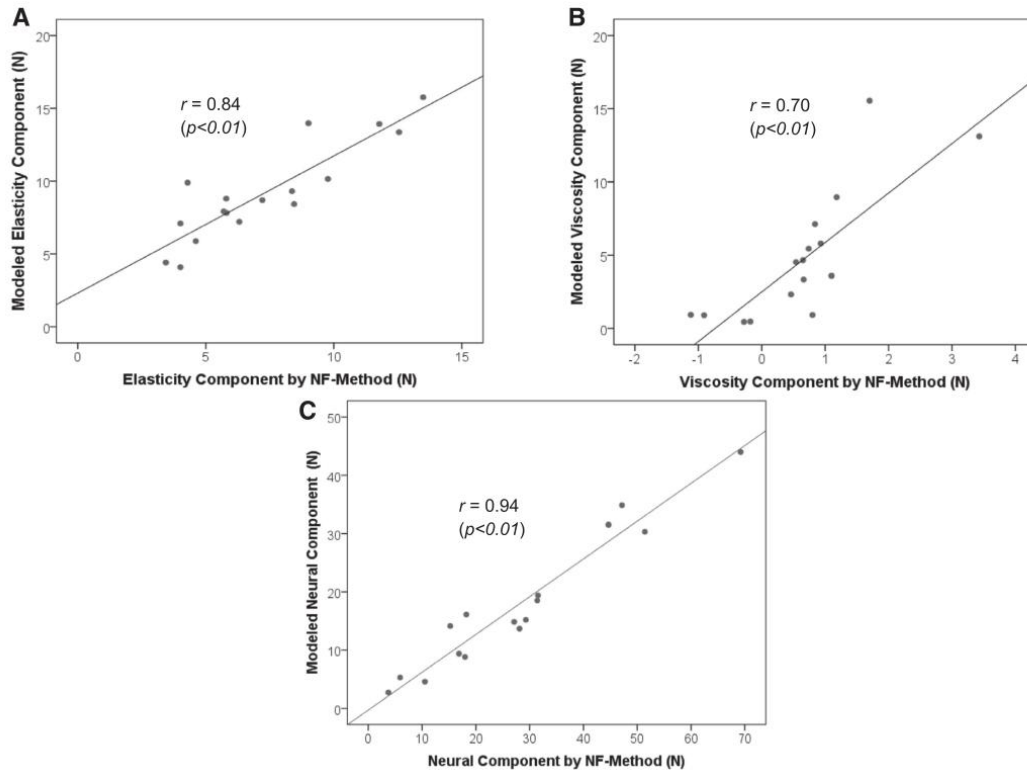 A
Modeled Elasticity Component (N)
20
15
10
5
0
r = 0.84
(p<0.01)
0 5 10 15
Elasticity Component by NF-Method (N)
B
Modeled Viscosity Component (N)
20
15
10
5
0
r = 0.70
(p<0.01)
-2 -1 0 1 2 3 4
Viscosity Component by NF-Method (N)
C
Modeled Neural Component (N)
50
40
30
20
10
0
r = 0.94
(p<0.01)
0 10 20 30 40 50 60 70
Neural Component by NF-Method (N)